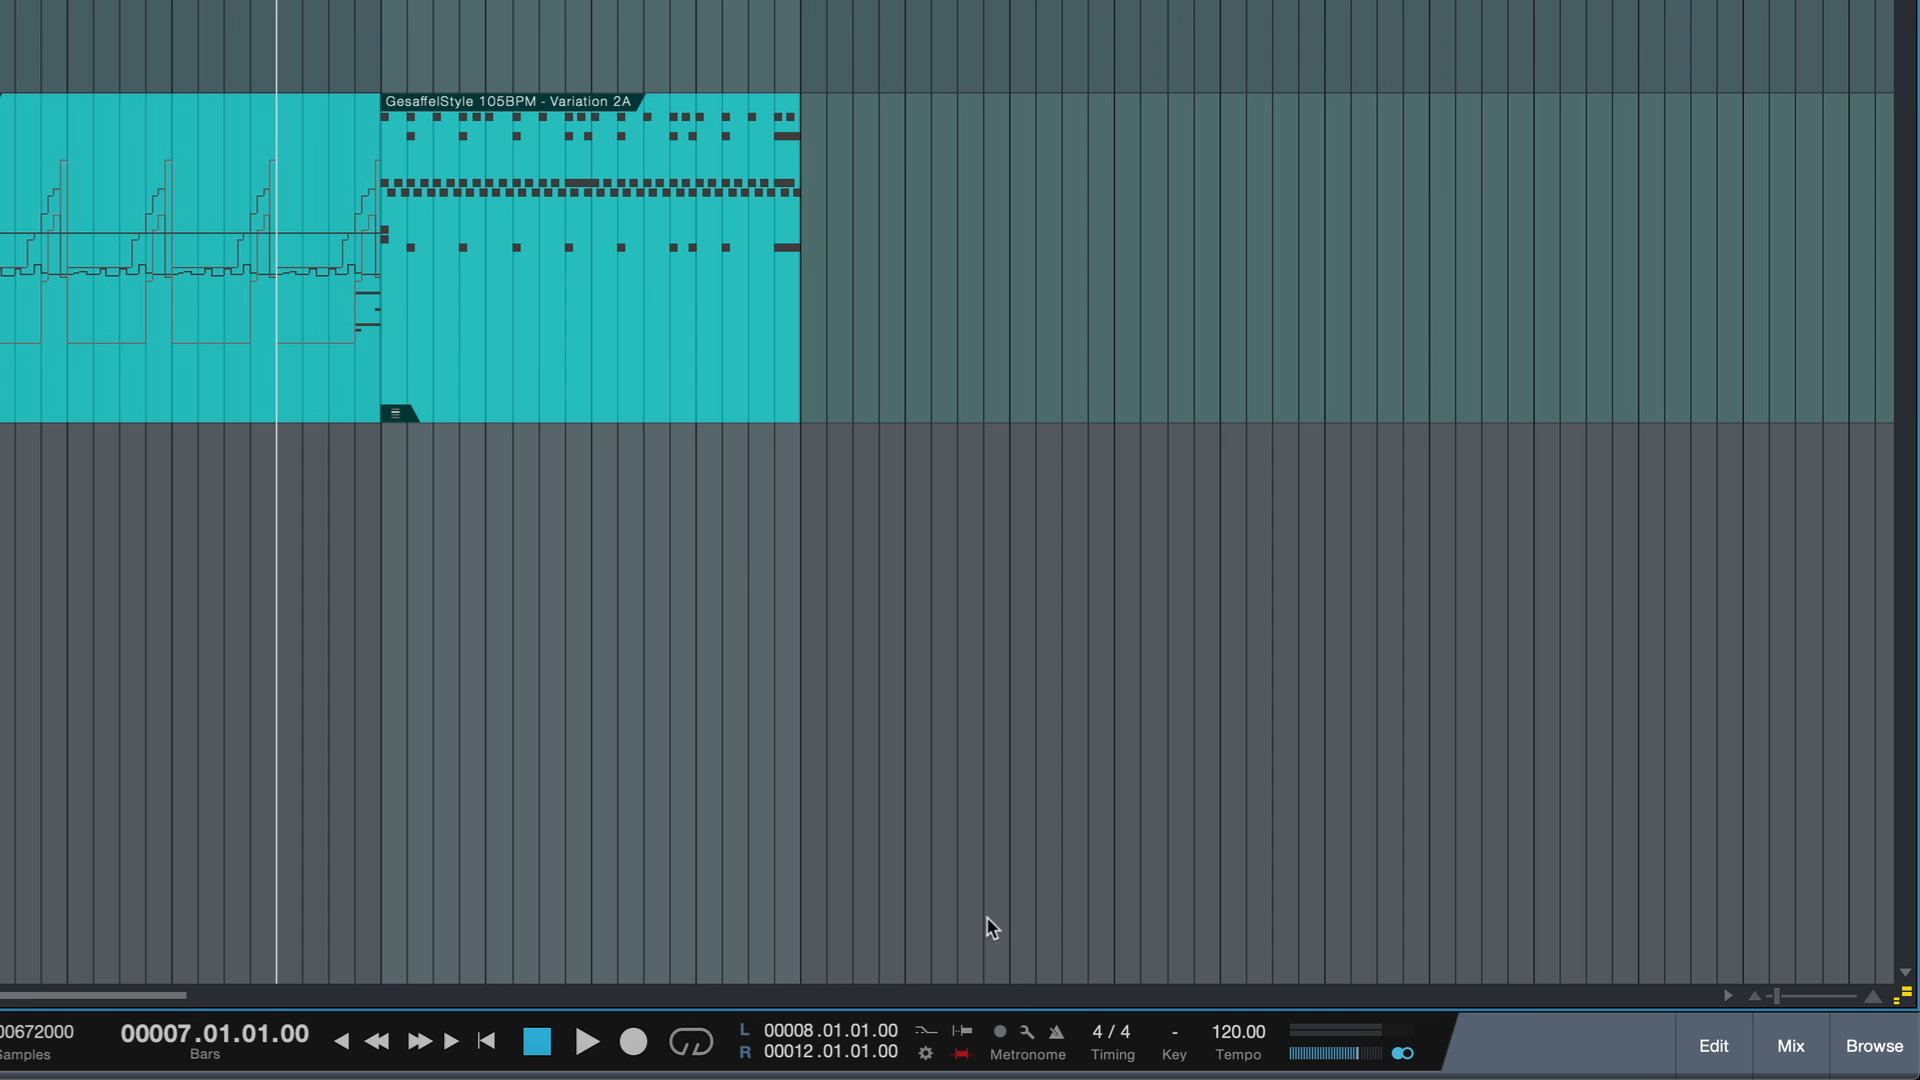 GesaffelStyle 105BPM - Variation 2A
00672000
Samples
00007.01.01.00
Bars
L 00008.01.01.00
R 00012.01.01.00
Metronome
4 / 4
Timing
-
Key
120.00
Tempo
Edit
Mix
Browse